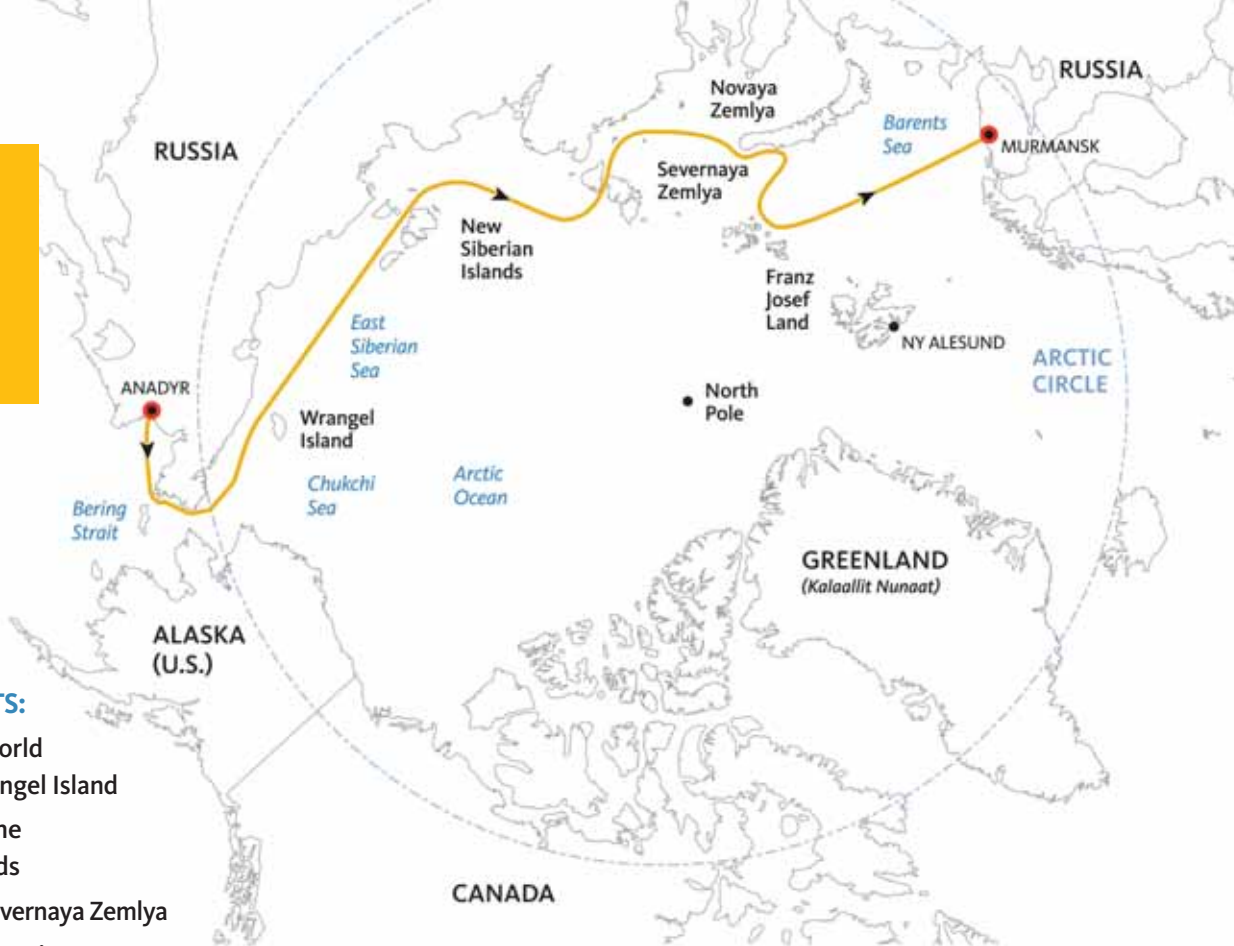 RUSSIA
Novaya
Zemlya
Barents
Sea
MURMANSK
RUSSIA
Severnaya
Zemlya
New
Siberian
Islands
Franz
Josef
Land
NY ALESUND
East
Siberian
Sea
ARCTIC
CIRCLE
ANADYR
North
Pole
Wrangel
Island
Chukchi
Sea
Arctic
Ocean
Bering
Strait
GREENLAND
(Kalaallit Nunaat)
ALASKA
(U.S.)
CANADA
TS:
orld
ngel Island
ne
ds
vernaya Zemlya